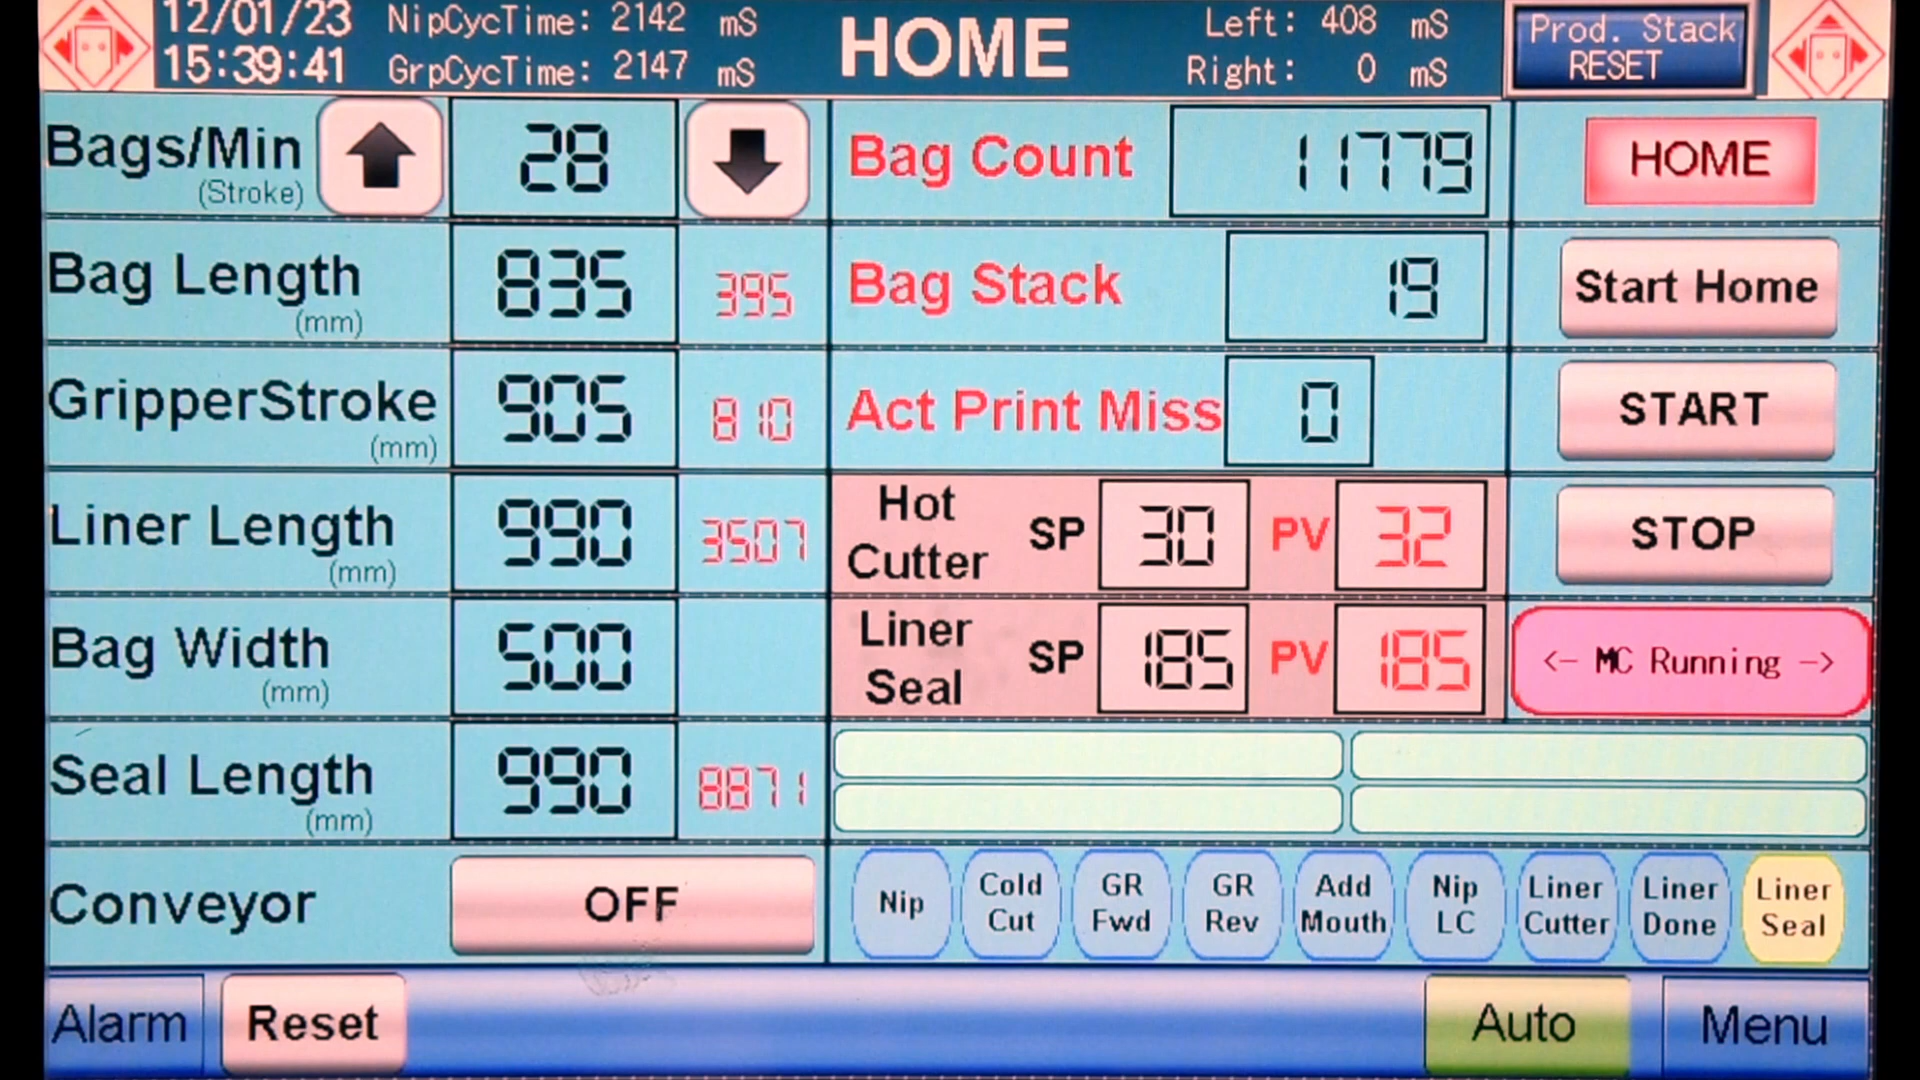 12/01/23 NipCycTime: 2142 mS HOME Left: 408 mS Prod. Stack
15:39:41 GrpCycTime: 2147 mS Right: 0 mS RESET
Bags/Min 28 Bag Count 11779 HOME
(Stroke)
Bag Length 835 395 Bag Stack 19 Start Home
(mm)
GripperStroke 905 810 Act Print Miss 0 START
(mm)
Liner Length 990 3507 Hot Cutter SP 30 PV 32 STOP
(mm)
Bag Width 500 Liner Seal SP 185 PV 185 <- MC Running ->
(mm)
Seal Length 990 8871
(mm)
Conveyor OFF Nip Cold Cut GR Fwd GR Rev Add Mouth Nip LC Liner Cutter Liner Done Liner Seal
Alarm Reset Auto Menu